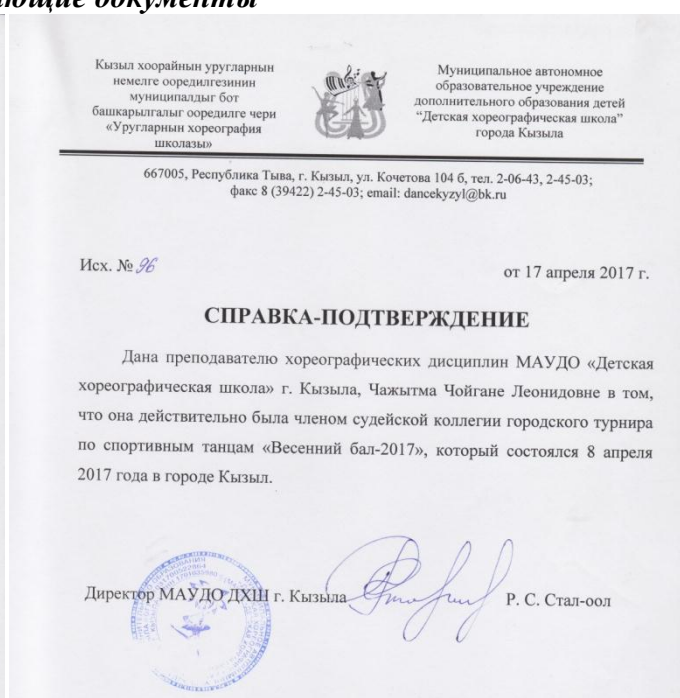 ющие документы
Кызыл хоорайнын уругларнын
немелге ооредилгезинин
муниципалдыг бот
башкарылгалыг ооредилге чери
«Уругларнын хореография
школазы»
Муниципальное автономное
образовательное учреждение
дополнительного образования детей
“Детская хореографическая школа”
города Кызыла
667005, Республика Тыва, г. Кызыл, ул. Кочетова 104 б, тел. 2-06-43, 2-45-03;
факс 8 (39422) 2-45-03; email: dancekyzyl@bk.ru
Исх. № 96
от 17 апреля 2017 г.
СПРАВКА-ПОДТВЕРЖДЕНИЕ
Дана преподавателю хореографических дисциплин МАУДО «Детская
хореографическая школа» г. Кызыла, Чажытма Чойгане Леонидовне в том,
что она действительно была членом судейской коллегии городского турнира
по спортивным танцам «Весенний бал-2017», который состоялся 8 апреля
2017 года в городе Кызыл.
Директор МАУДО ДХШ г. Кызыла
Р. С. Стал-оол